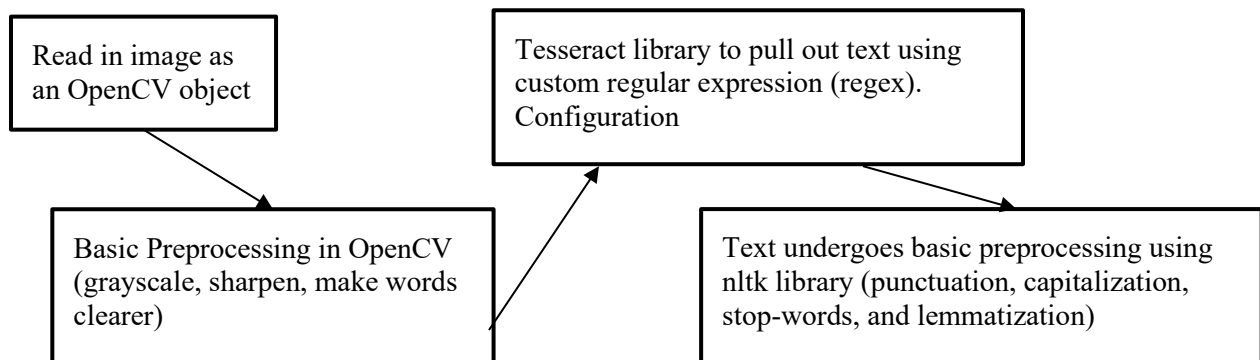 Read in image as
an OpenCV object
Basic Preprocessing in OpenCV
(grayscale, sharpen, make words
clearer)
Tesseract library to pull out text using
custom regular expression (regex).
Configuration
Text undergoes basic preprocessing using
nltk library (punctuation, capitalization,
stop-words, and lemmatization)